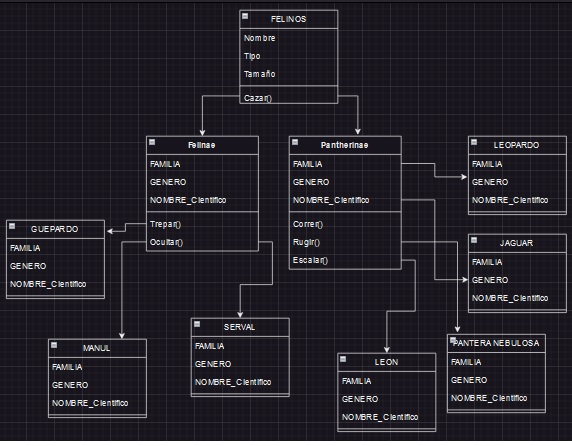 FELINOS
Nombre
Tipo
Tamaño
Cazar()
Felinae
FAMILIA
GENERO
NOMBRE_Cientifico
Trepar()
Ocultar()
Pantherinae
FAMILIA
GENERO
NOMBRE_Cientifico
Correr()
Rugir()
Escalar()
LEOPARDO
FAMILIA
GENERO
NOMBRE_Cientifico
GUEPARDO
FAMILIA
GENERO
NOMBRE_Cientifico
JAGUAR
FAMILIA
GENERO
NOMBRE_Cientifico
MANUL
FAMILIA
GENERO
NOMBRE_Cientifico
SERVAL
FAMILIA
GENERO
NOMBRE_Cientifico
LEON
FAMILIA
GENERO
NOMBRE_Cientifico
PANTERA NEBULOSA
FAMILIA
GENERO
NOMBRE_Cientifico